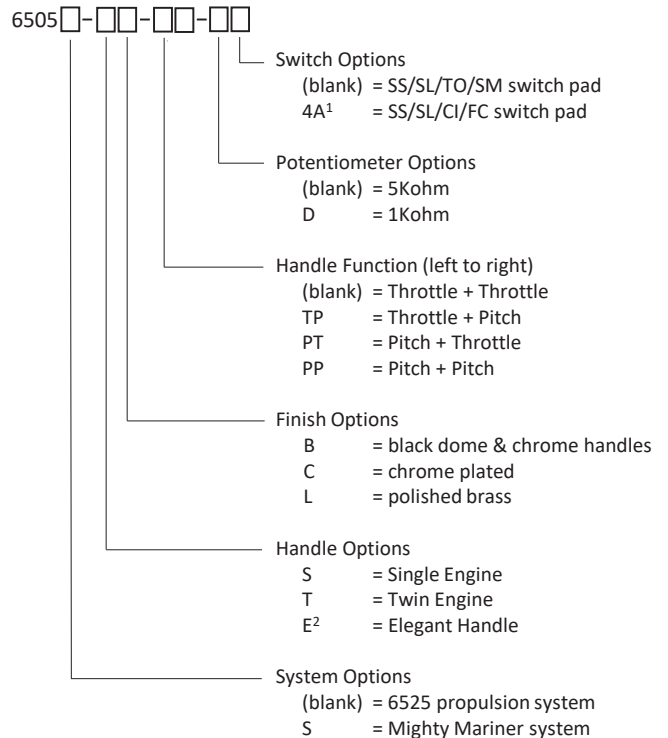 6505□-□□-□□-□□
Switch Options
(blank) = SS/SL/TO/SM switch pad
4A¹ = SS/SL/CI/FC switch pad
Potentiometer Options
(blank) = 5Kohm
D = 1Kohm
Handle Function (left to right)
(blank) = Throttle + Throttle
TP = Throttle + Pitch
PT = Pitch + Throttle
PP = Pitch + Pitch
Finish Options
B = black dome & chrome handles
C = chrome plated
L = polished brass
Handle Options
S = Single Engine
T = Twin Engine
E² = Elegant Handle
System Options
(blank) = 6525 propulsion system
S = Mighty Mariner system